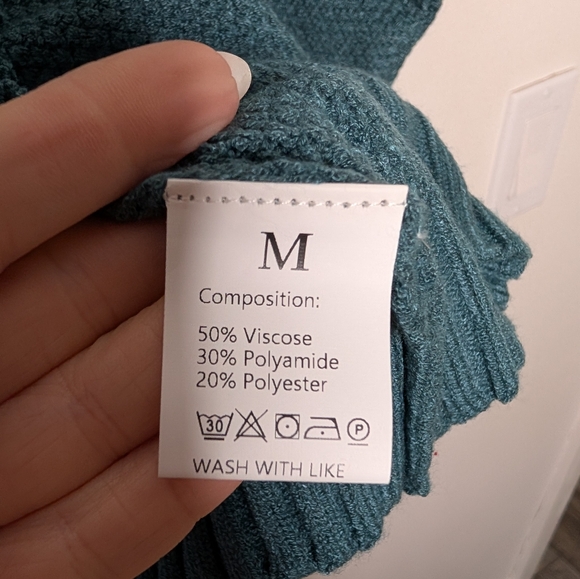 M
Composition:
50% Viscose
30% Polyamide
20% Polyester
30 P
WASH WITH LIKE